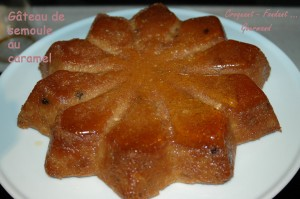 Gâteau de
semoule
au
caramel
Croquant - Fondant ...
Gourmand ...